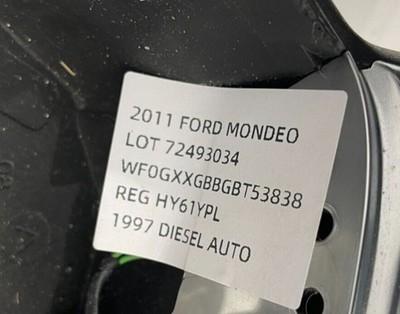 2011 FORD MONDEO
LOT 72493034
WF0GXXGBBGBT53838
REG HY61YPL
1997 DIESEL AUTO